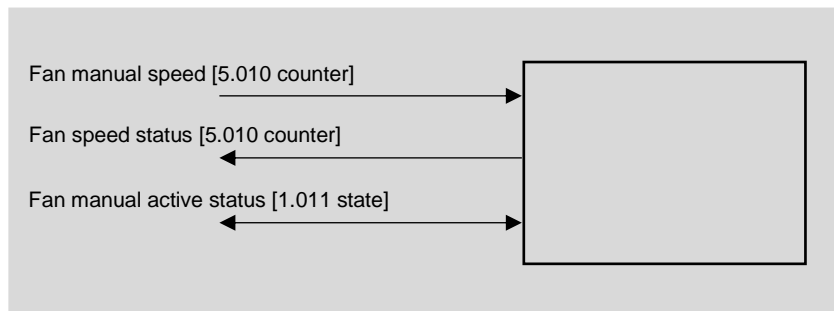 Fan manual speed [5.010 counter]
Fan speed status [5.010 counter]
Fan manual active status [1.011 state]